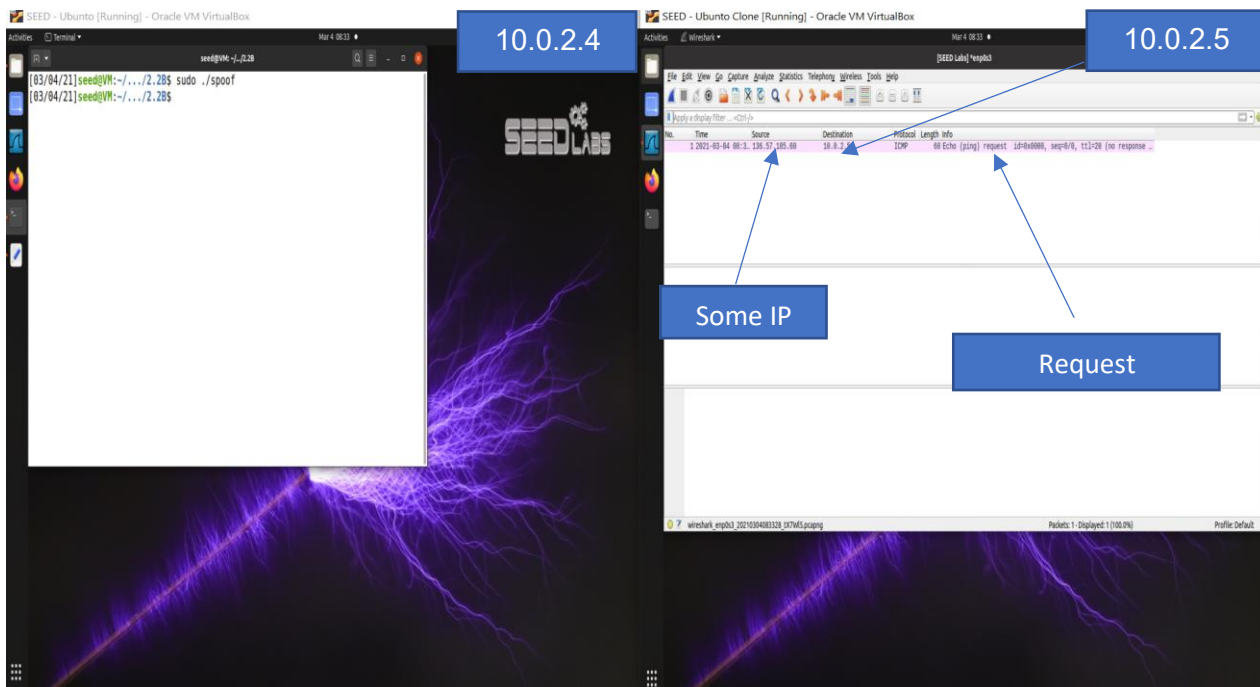 SEED - Ubuntu [Running] - Oracle VM VirtualBox
Activities Terminal ▾ Mar 4 08:33
10.0.2.4
seed@VM: ~/.../2.2B
[03/04/21]seed@VM:~/.../2.2B$ sudo ./spoof
[03/04/21]seed@VM:~/.../2.2B$
SEED LABS
SEED - Ubunto Clone [Running] - Oracle VM VirtualBox
Activities Wireshark ▾ Mar 4 08:33
10.0.2.5
[SEED Labs] *enp0s3
File Edit View Go Capture Analyze Statistics Telephony Wireless Tools Help
Apply a display filter ... <Ctrl-/>
No. Time Source Destination Protocol Length Info
1 2021-03-04 08:3… 136.57.105.60 10.0.2.5 ICMP 60 Echo (ping) request id=0x0000, seq=0/0, ttl=20 (no response …
Some IP
Request
wireshark_enp0s3_20210304083328_tX7WlS.pcapng Packets: 1 · Displayed: 1 (100.0%) Profile: Default